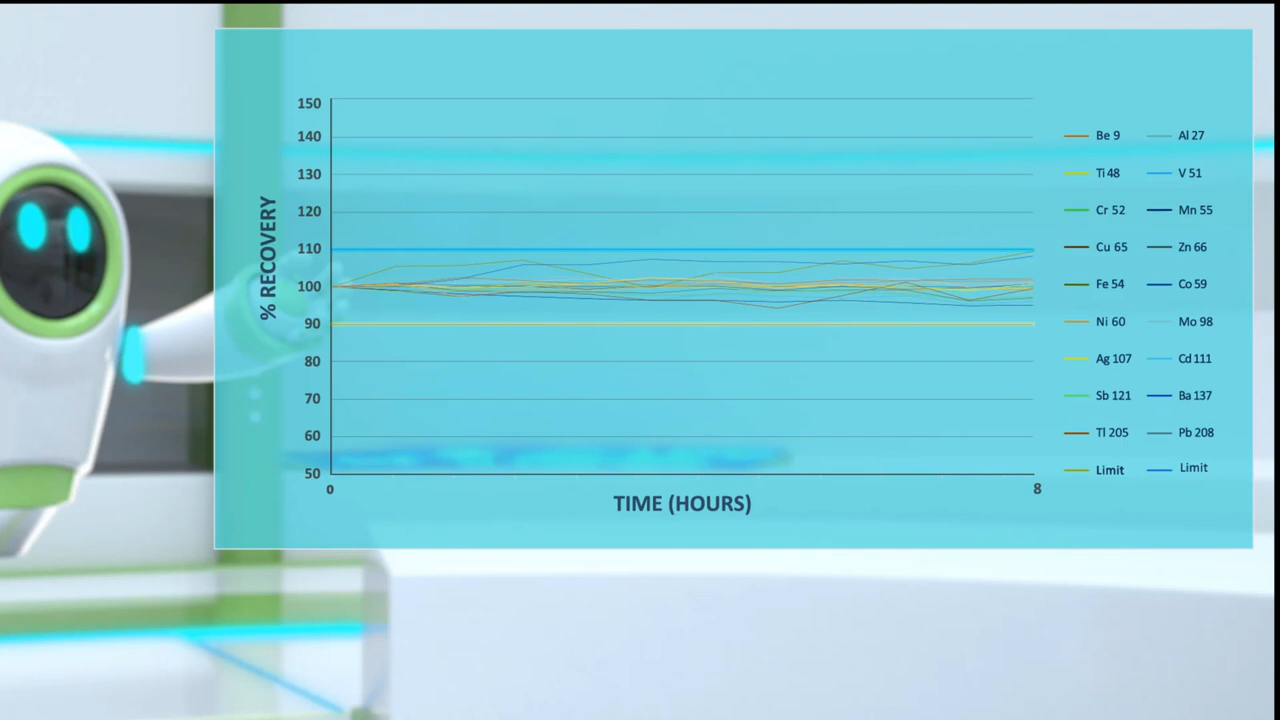 150
140
130
120
110
100
90
80
70
60
50
% RECOVERY
0
8
TIME (HOURS)
Be 9 Al 27
Ti 48 V 51
Cr 52 Mn 55
Cu 65 Zn 66
Fe 54 Co 59
Ni 60 Mo 98
Ag 107 Cd 111
Sb 121 Ba 137
Tl 205 Pb 208
Limit Limit